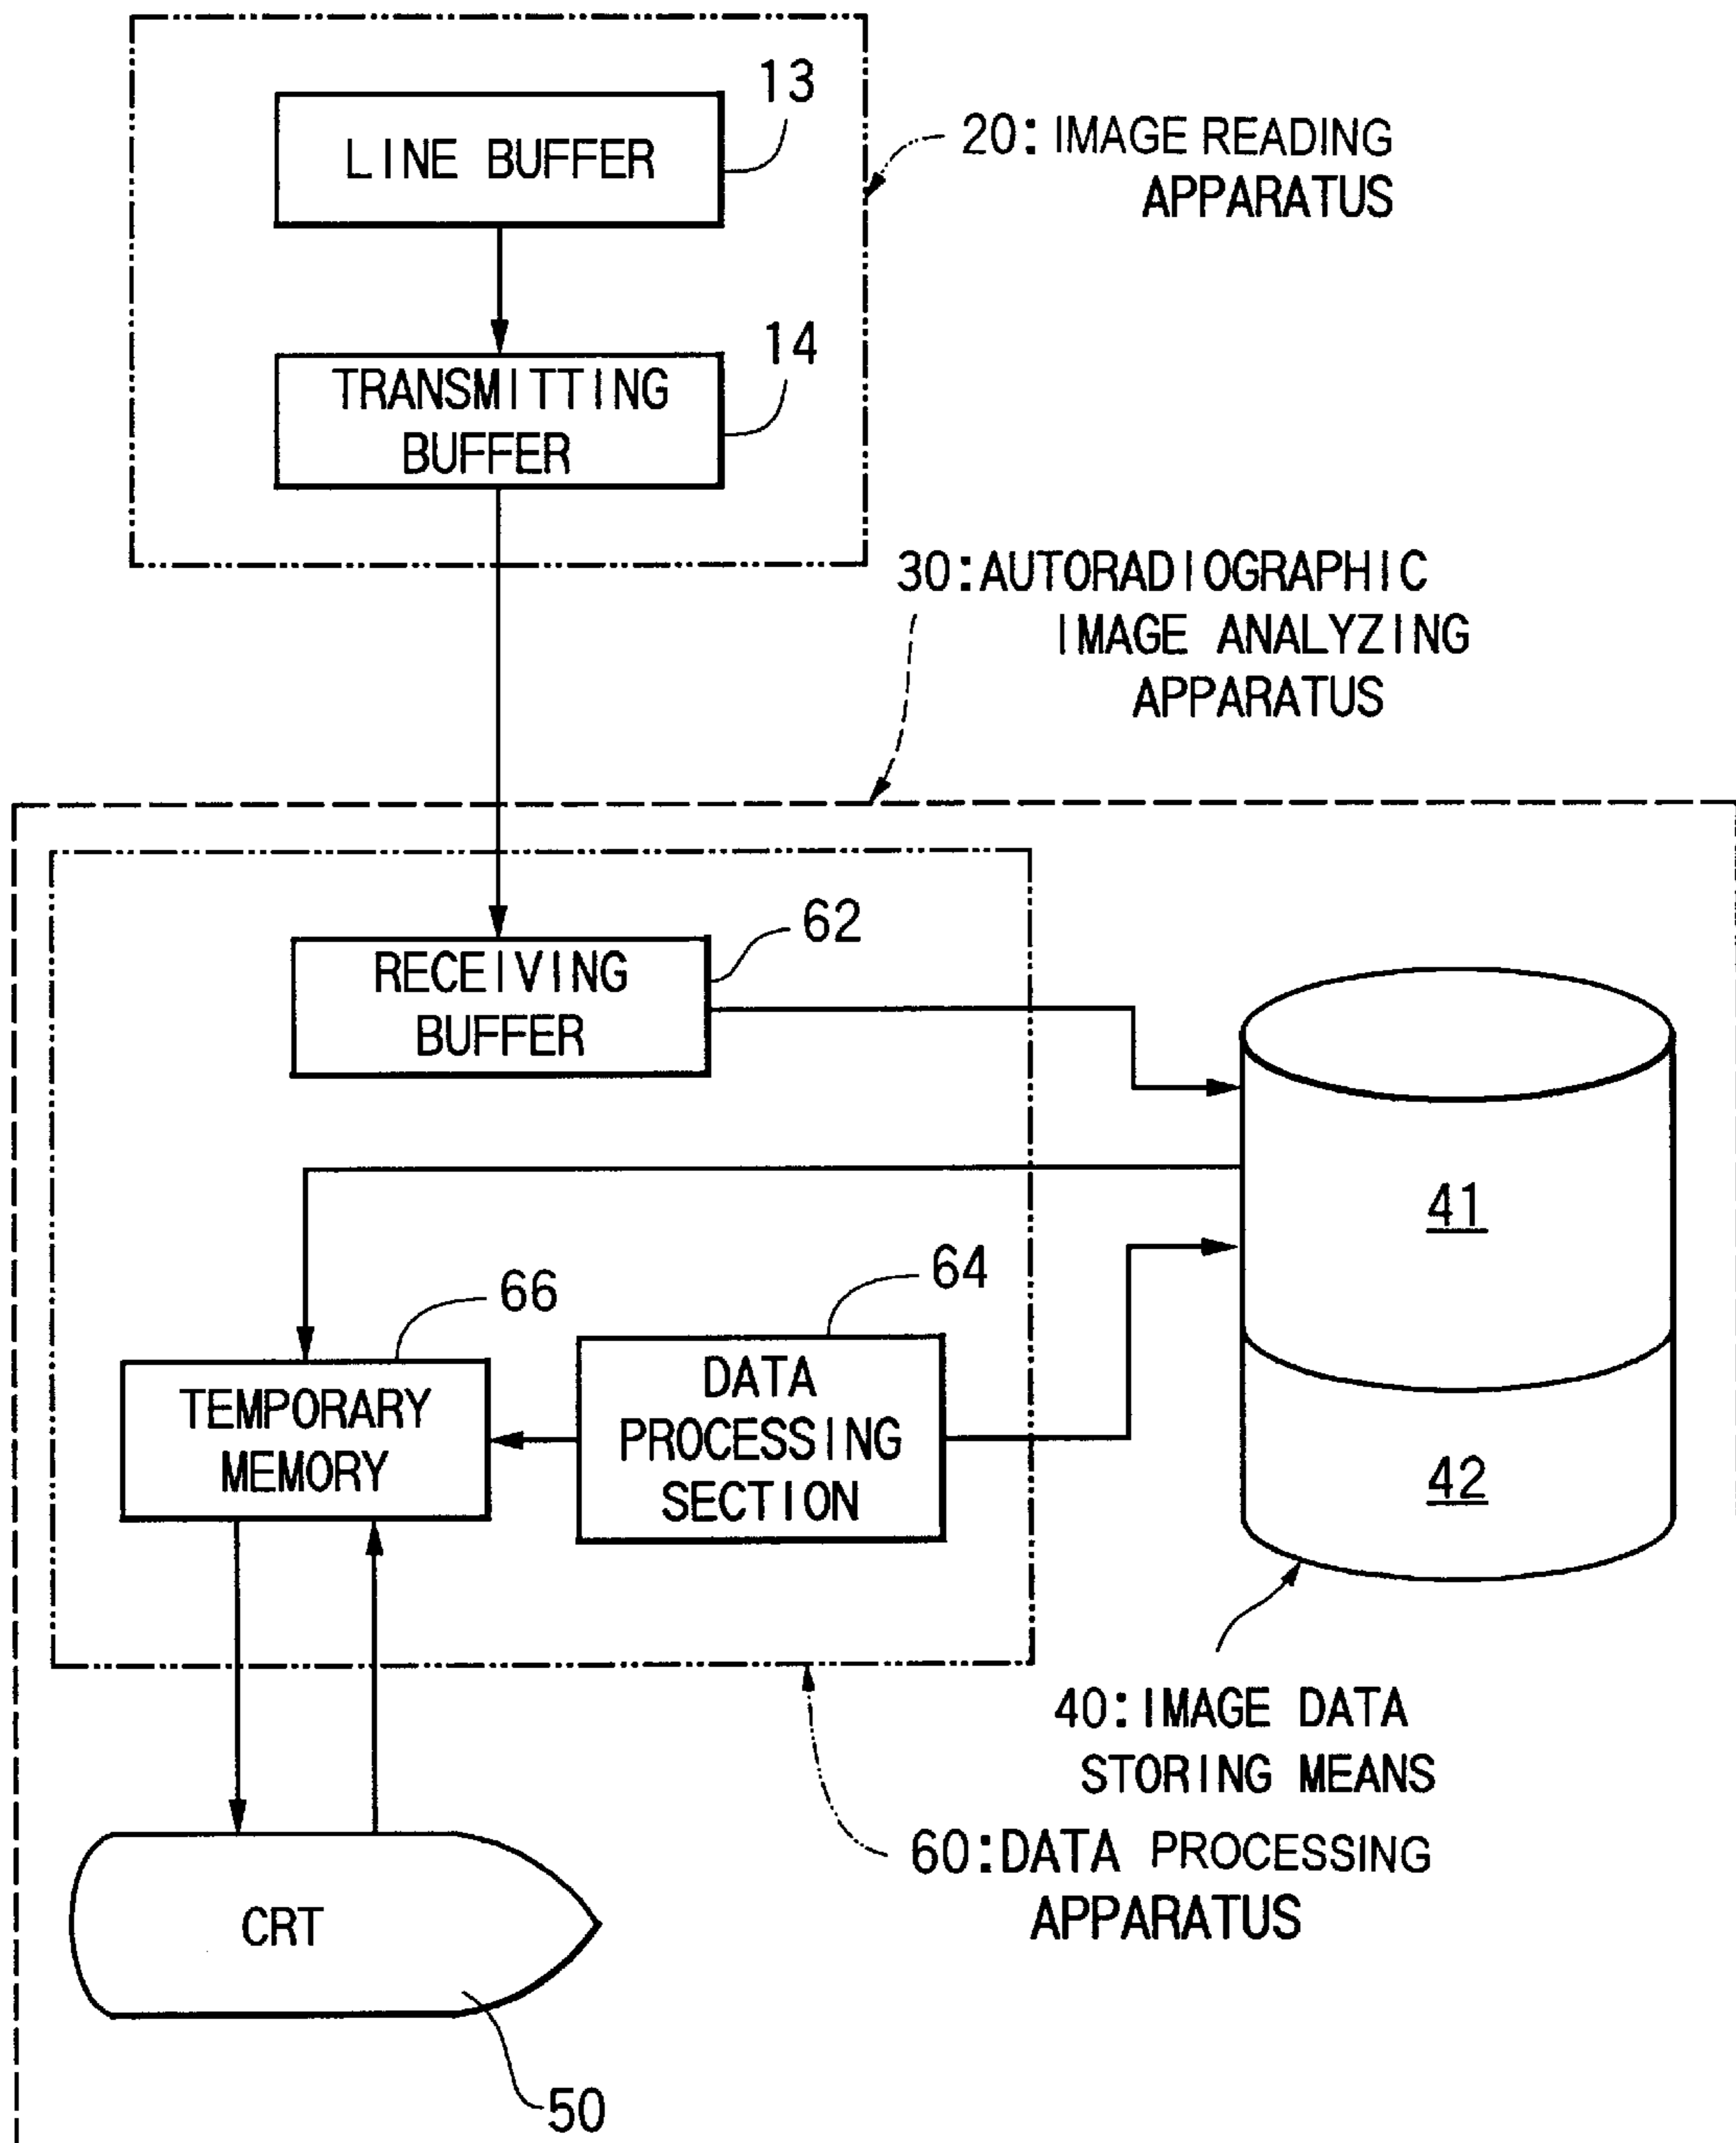 13
LINE BUFFER
20: IMAGE READING
APPARATUS
14
TRANSMITTING
BUFFER
30:AUTORADIOGRAPHIC
IMAGE ANALYZING
APPARATUS
62
RECEIVING
BUFFER
41
64
66
DATA
PROCESSING
SECTION
TEMPORARY
MEMORY
42
40:IMAGE DATA
STORING MEANS
60:DATA PROCESSING
APPARATUS
CRT
50